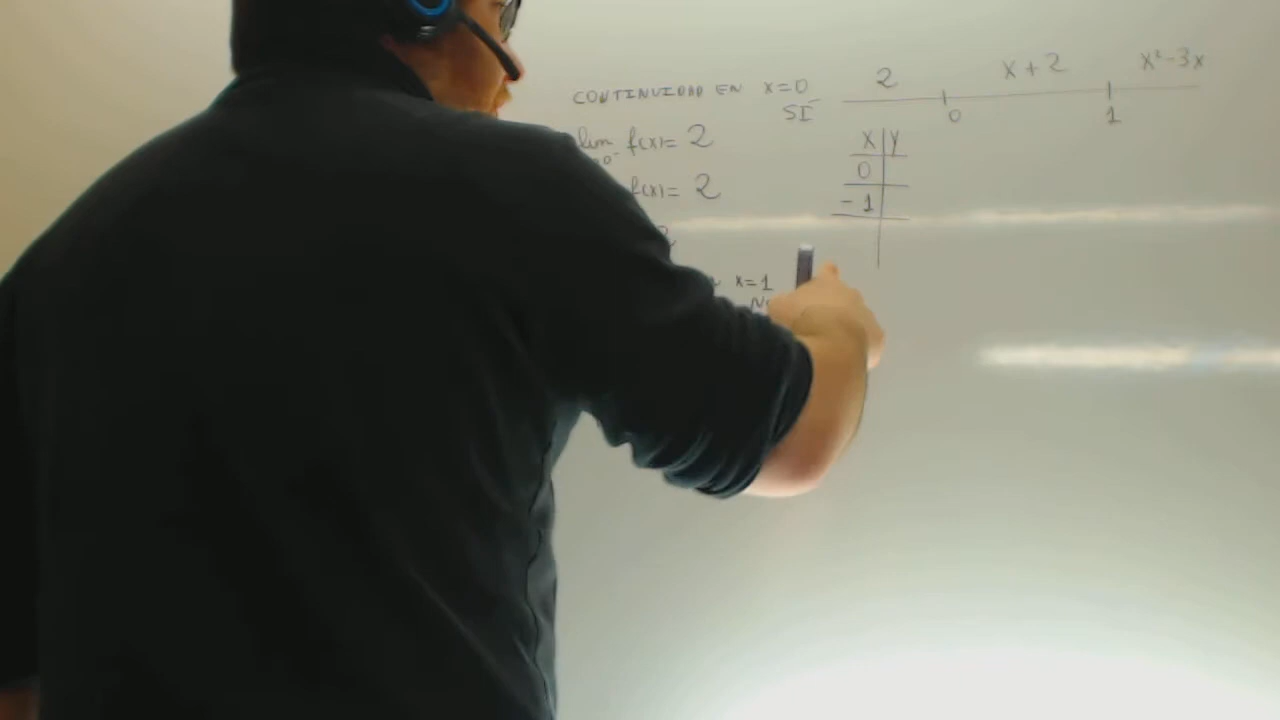 CONTINUIDAD EN x=0
SÍ
lim f(x)= 2
f(x)= 2
x=1
2 x+2 x²-3x
0 1
x y
0
-1